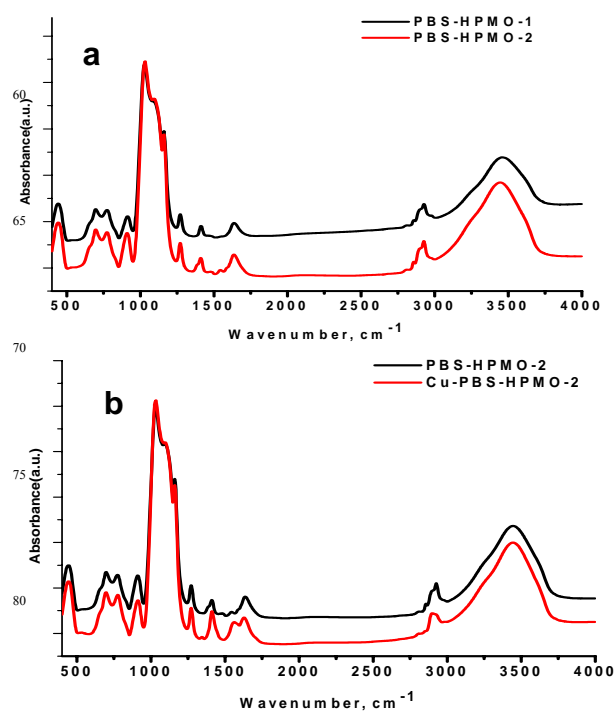 PBS-HPMO-1
PBS-HPMO-2
a
60
65
Absorbance(a.u.)
500 1000 1500 2000 2500 3000 3500 4000
Wavenumber, cm-1
70
PBS-HPMO-2
Cu-PBS-HPMO-2
b
75
80
Absorbance(a.u.)
500 1000 1500 2000 2500 3000 3500 4000
Wavenumber, cm-1